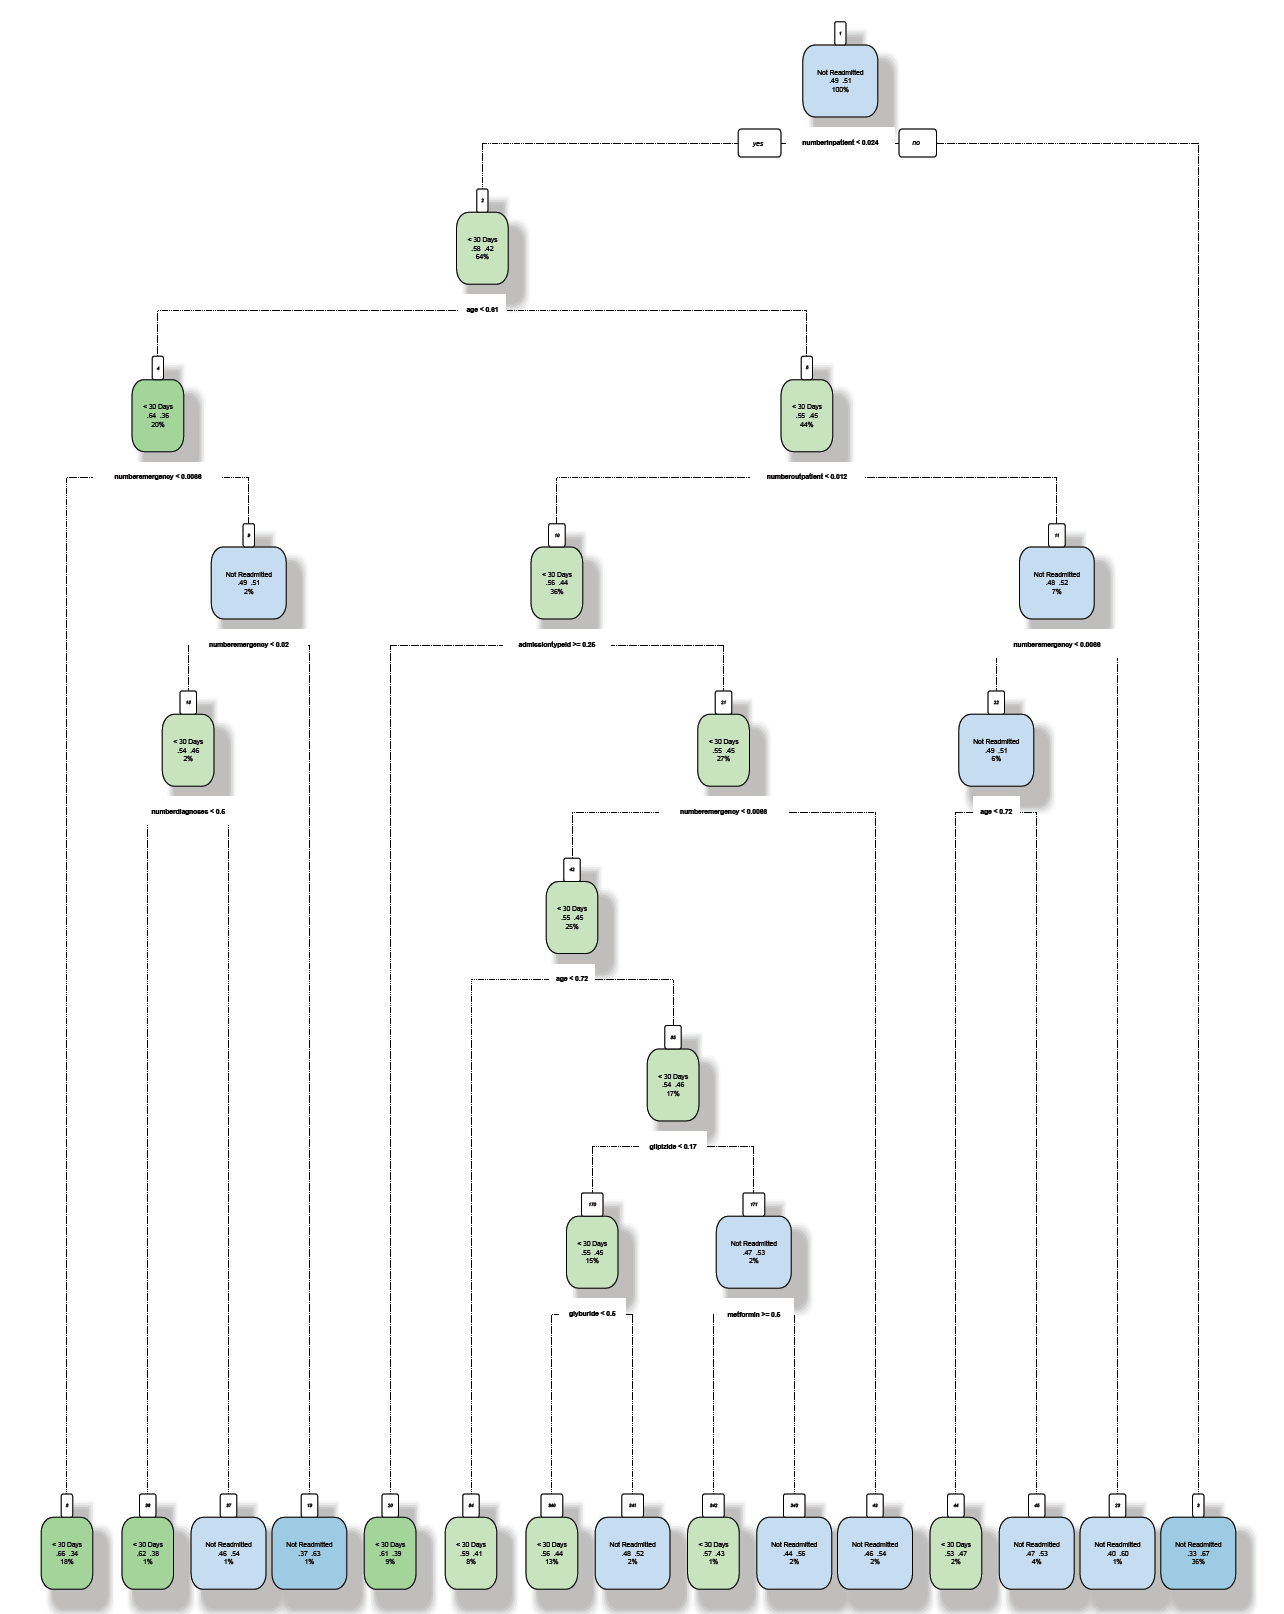 1
Not Readmitted
.49 .51
100%
yes
numberinpatient < 0.024
no
2
< 30 Days
.58 .42
64%
age < 0.61
4
5
< 30 Days
.64 .36
20%
< 30 Days
.55 .45
44%
numberemergency < 0.0066
numberoutpatient < 0.012
9
10
11
Not Readmitted
.49 .51
2%
< 30 Days
.56 .44
36%
Not Readmitted
.48 .52
7%
numberemergency < 0.02
admissiontypeid >= 0.25
numberemergency < 0.0066
18
21
22
< 30 Days
.54 .46
2%
< 30 Days
.55 .45
27%
Not Readmitted
.49 .51
6%
numberdiagnoses < 0.5
numberemergency < 0.0066
age < 0.72
42
< 30 Days
.55 .45
25%
age < 0.72
85
< 30 Days
.54 .46
17%
glipizide < 0.17
170
171
< 30 Days
.55 .45
15%
Not Readmitted
.47 .53
2%
glyburide < 0.5
metformin >= 0.5
8
36
37
19
20
84
340
341
342
343
43
44
45
23
3
< 30 Days
.66 .34
18%
< 30 Days
.62 .38
1%
Not Readmitted
.46 .54
1%
Not Readmitted
.37 .63
1%
< 30 Days
.61 .39
9%
< 30 Days
.59 .41
8%
< 30 Days
.56 .44
13%
Not Readmitted
.48 .52
2%
< 30 Days
.57 .43
1%
Not Readmitted
.44 .56
2%
Not Readmitted
.46 .54
2%
< 30 Days
.53 .47
2%
Not Readmitted
.47 .53
4%
Not Readmitted
.40 .60
1%
Not Readmitted
.33 .67
36%